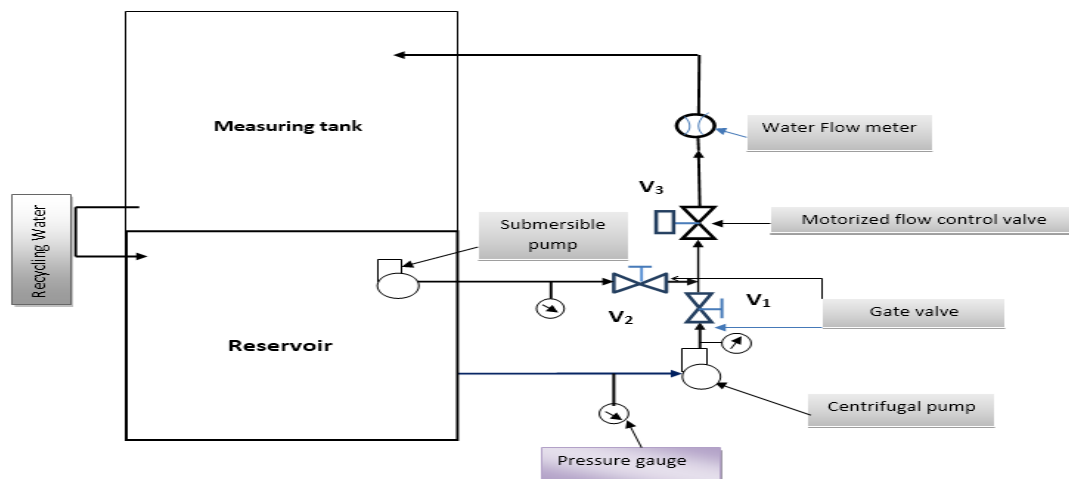 Measuring tank
Water Flow meter
V3
Motorized flow control valve
Recycling Water
Submersible
pump
V1
V2
Gate valve
Reservoir
Centrifugal pump
Pressure gauge